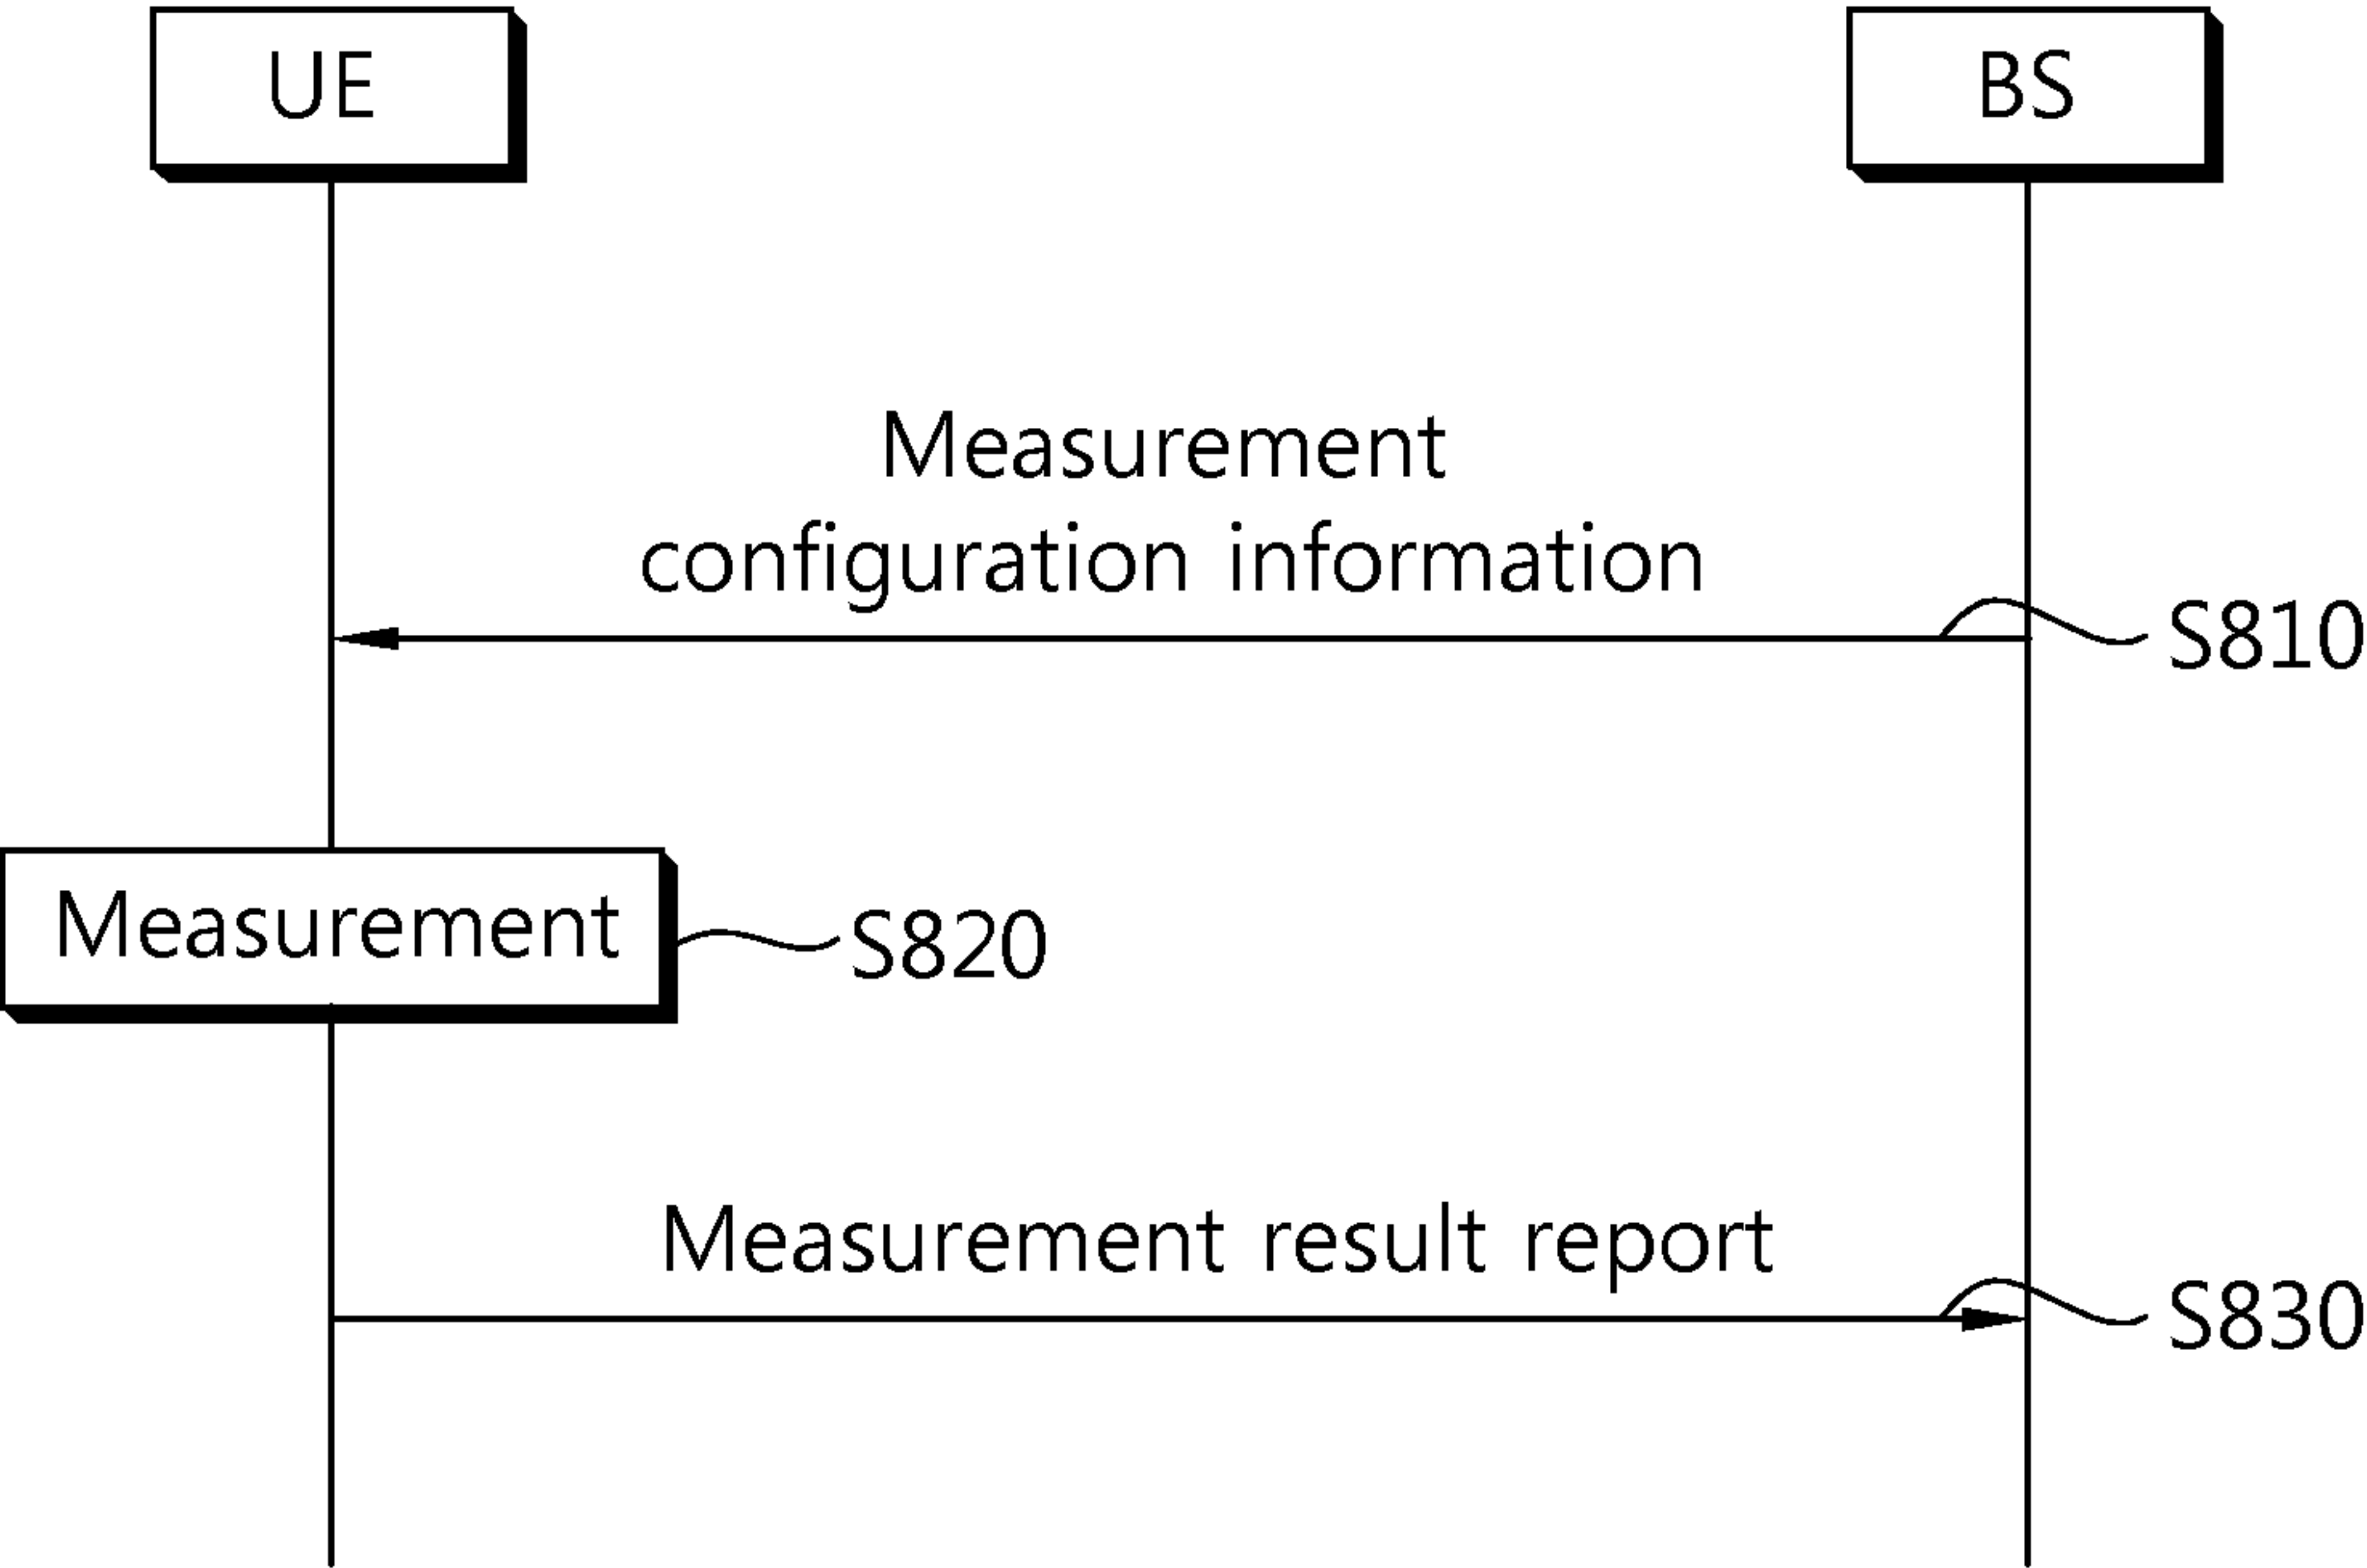 UE
BS
Measurement
configuration information
S810
Measurement
S820
Measurement result report
S830